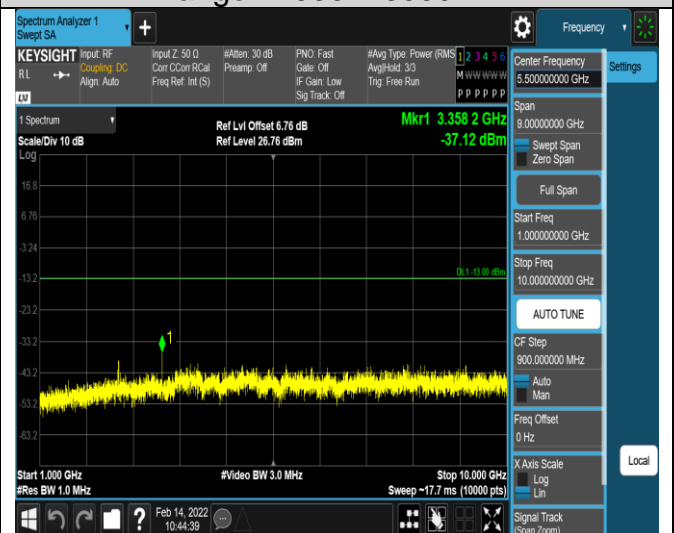 Spectrum Analyzer 1
Swept SA
Frequency
KEYSIGHT
RL
LXI
Input: RF
Coupling: DC
Align: Auto
Input Z: 50 Ω
Corr CCorr RCal
Freq Ref: Int (S)
#Atten: 30 dB
Preamp: Off
PNO: Fast
Gate: Off
IF Gain: Low
Sig Track: Off
#Avg Type: Power (RMS
Avg|Hold: 3/3
Trig: Free Run
1 2 3 4 5 6
M W W W W W
P P P P P P
1 Spectrum
Scale/Div 10 dB
Log
Ref Lvl Offset 6.76 dB
Ref Level 26.76 dBm
Mkr1 3.358 2 GHz
-37.12 dBm
16.8
6.76
-3.24
-13.2
-23.2
-33.2
-43.2
-53.2
-63.2
DL1 -13.00 dBm
1
Start 1.000 GHz
#Res BW 1.0 MHz
#Video BW 3.0 MHz
Stop 10.000 GHz
Sweep ~17.7 ms (10000 pts)
Center Frequency
5.500000000 GHz
Settings
Span
9.00000000 GHz
Swept Span
Zero Span
Full Span
Start Freq
1.000000000 GHz
Stop Freq
10.000000000 GHz
AUTO TUNE
CF Step
900.000000 MHz
Auto
Man
Freq Offset
0 Hz
X Axis Scale
Log
Lin
Local
Signal Track
(Span Zoom)
?
Feb 14, 2022
10:44:39